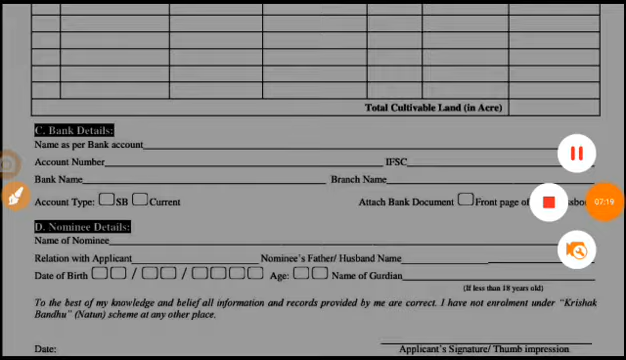 Total Cultivable Land (in Acre)
C. Bank Details:
Name as per Bank account
Account Number IFSC
Bank Name Branch Name
Account Type: SB Current Attach Bank Document Front page of
07:19
D. Nominee Details:
Name of Nominee
Relation with Applicant Nominee's Father/ Husband Name
Date of Birth / / Age: Name of Gurdian
(If less than 18 years old)
To the best of my knowledge and belief all information and records provided by me are correct. I have not enrolment under "Krishak
Bandhu" (Natun) scheme at any other place.
Date: Applicant's Signature/ Thumb impression